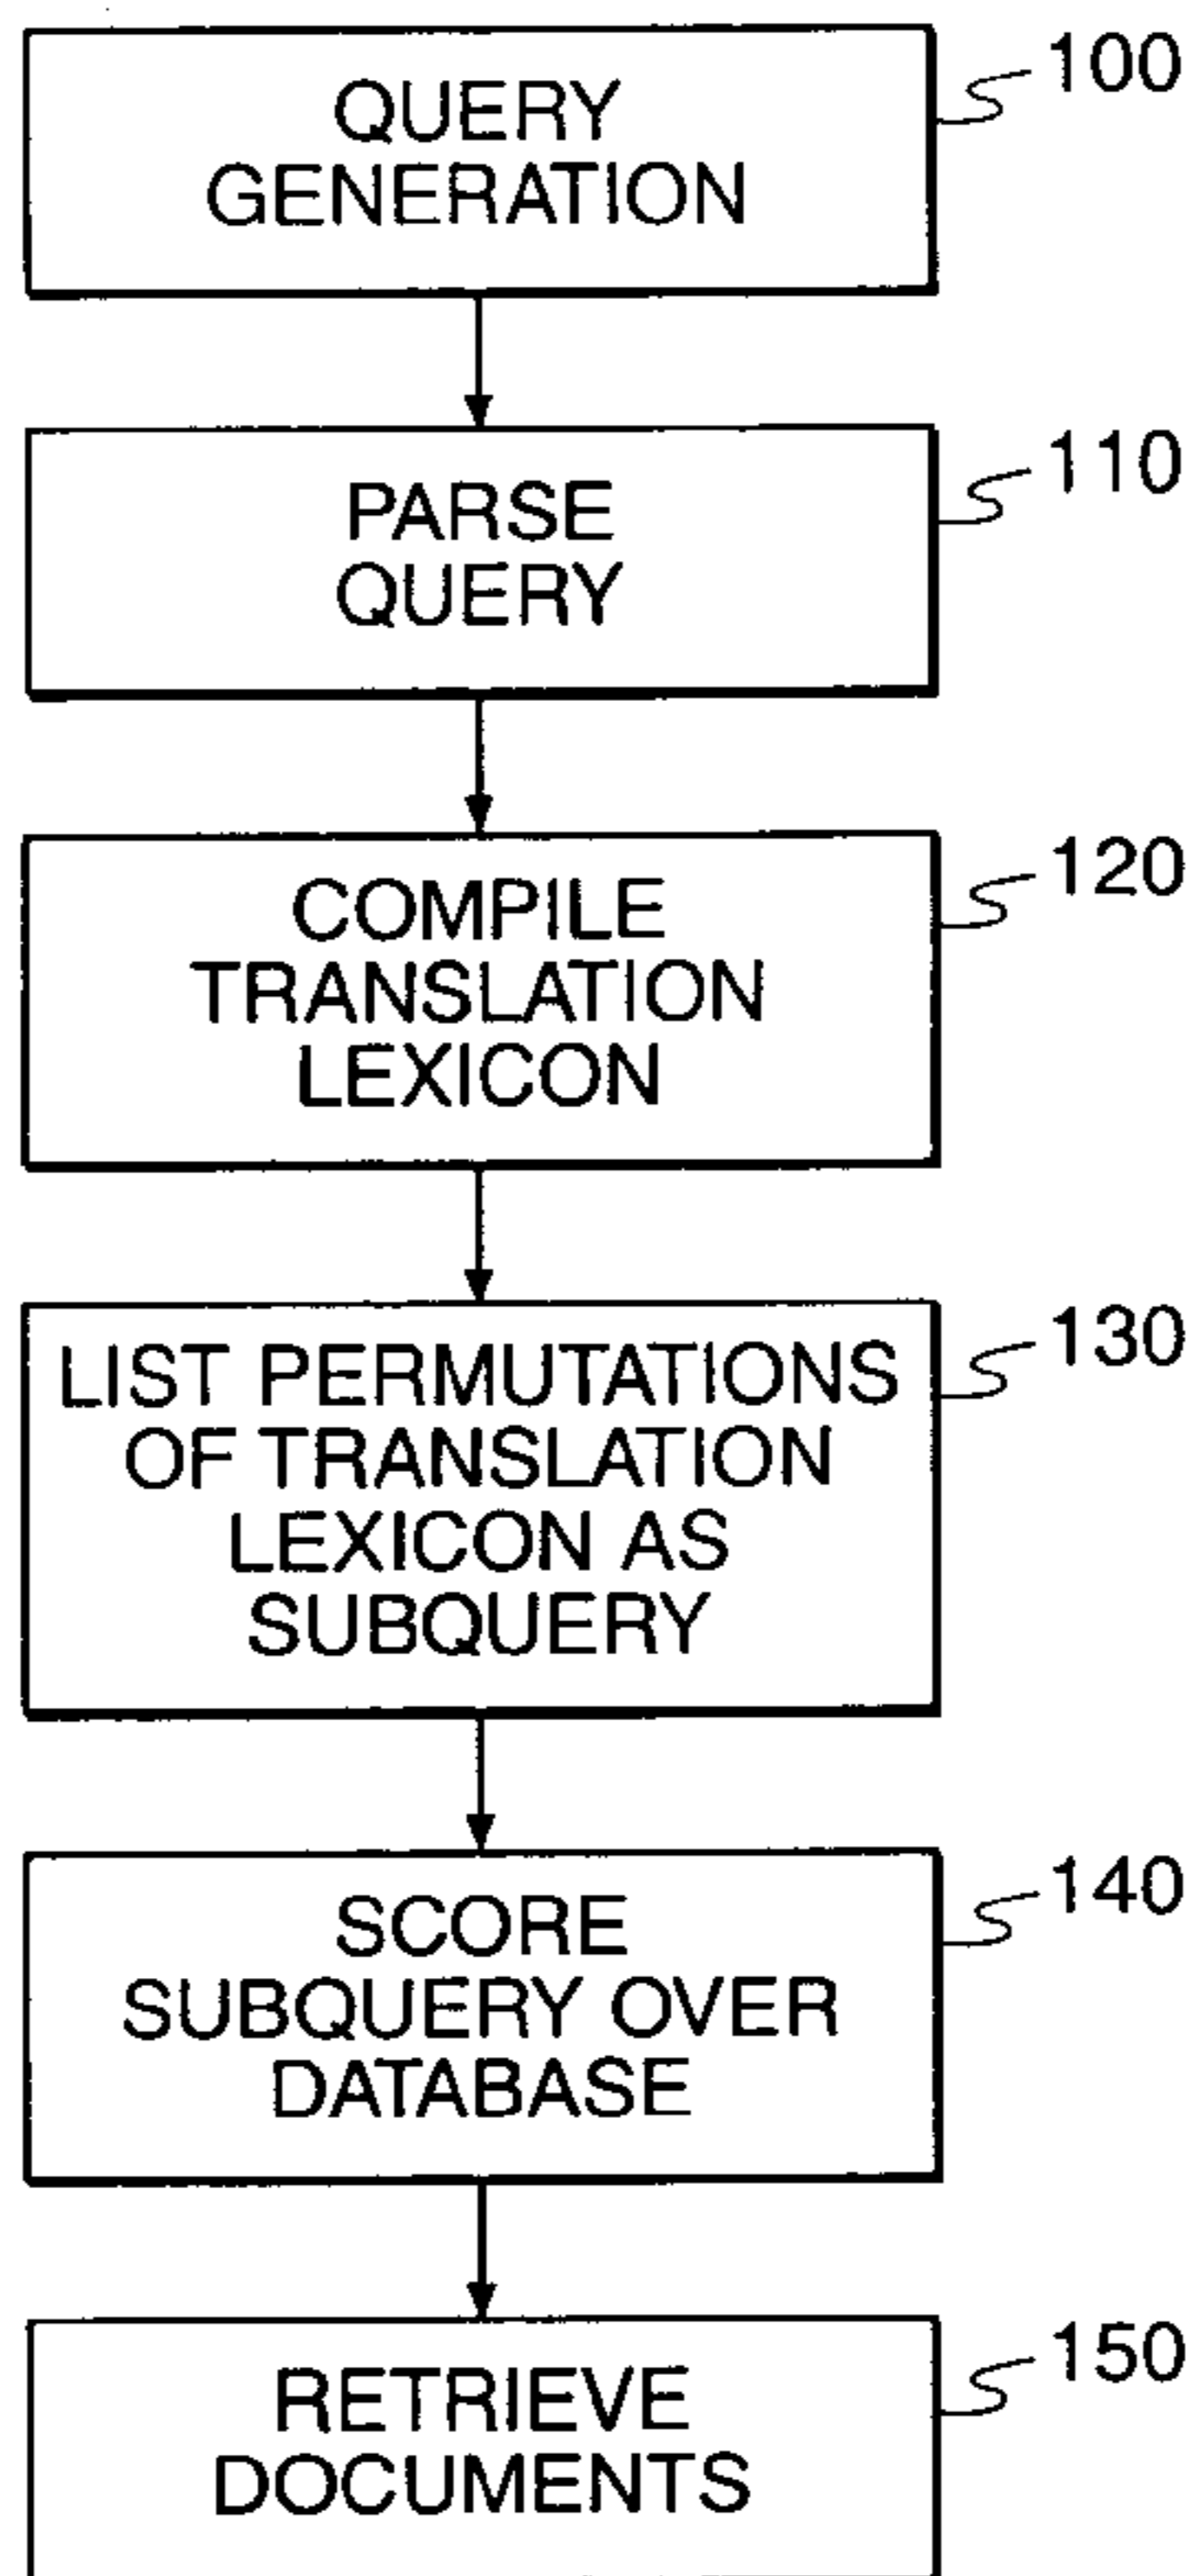 QUERY
GENERATION
100
PARSE
QUERY
110
COMPILE
TRANSLATION
LEXICON
120
LIST PERMUTATIONS
OF TRANSLATION
LEXICON AS
SUBQUERY
130
SCORE
SUBQUERY OVER
DATABASE
140
RETRIEVE
DOCUMENTS
150